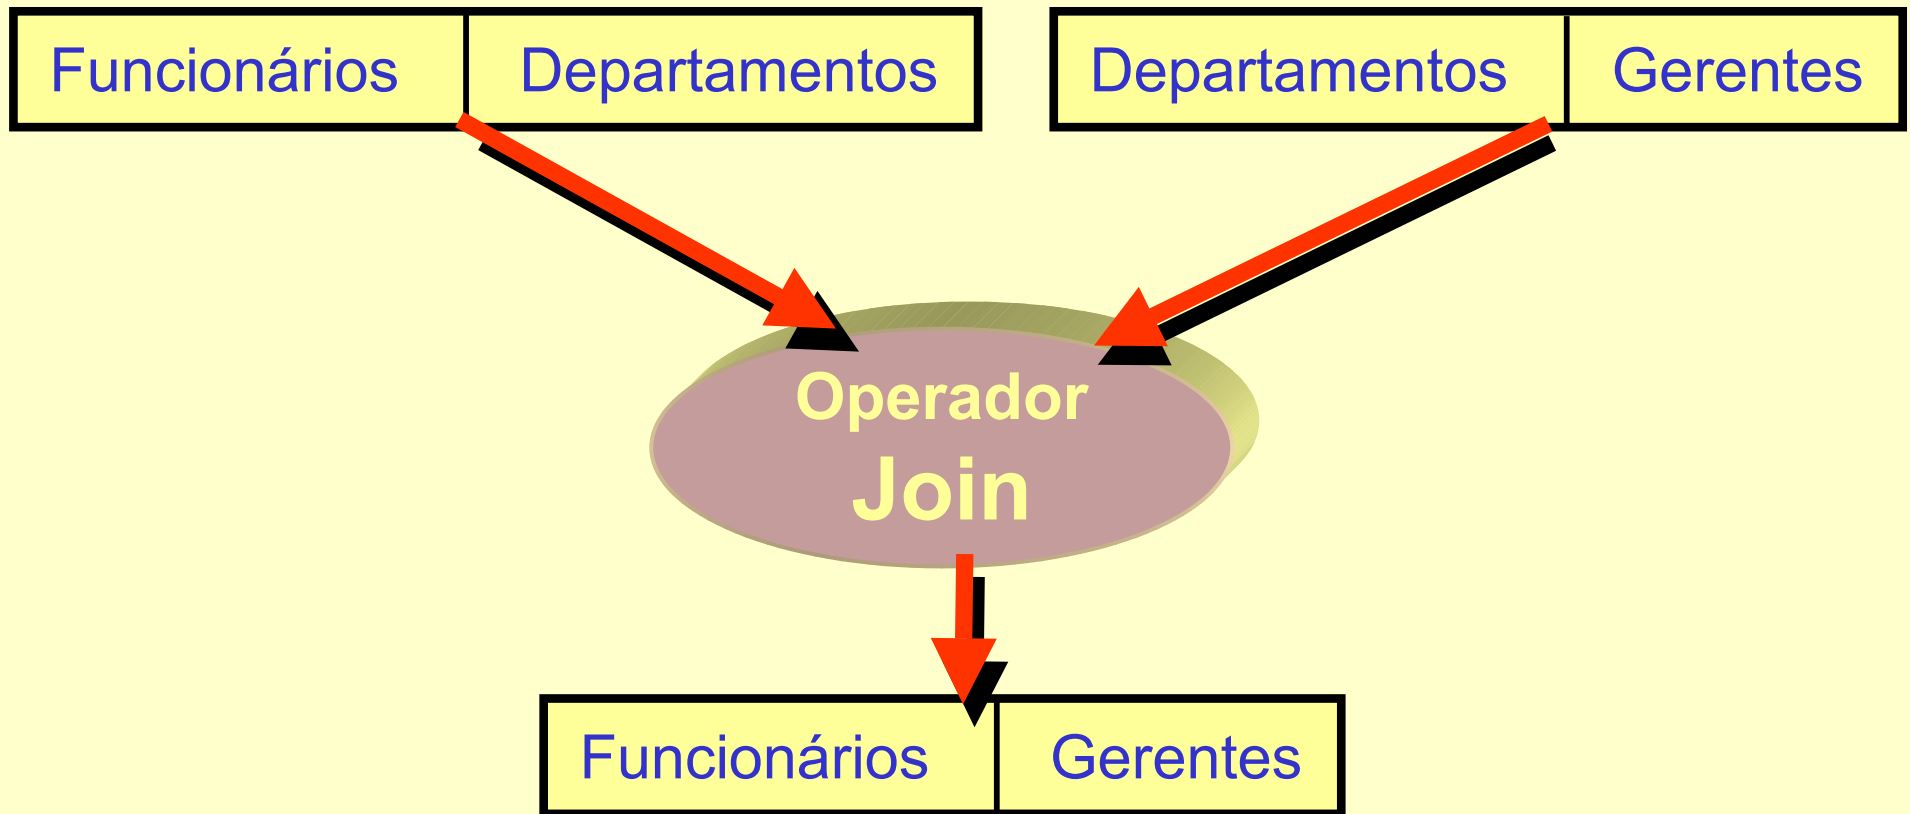 Funcionários Departamentos Departamentos Gerentes
Operador
Join
Funcionários Gerentes